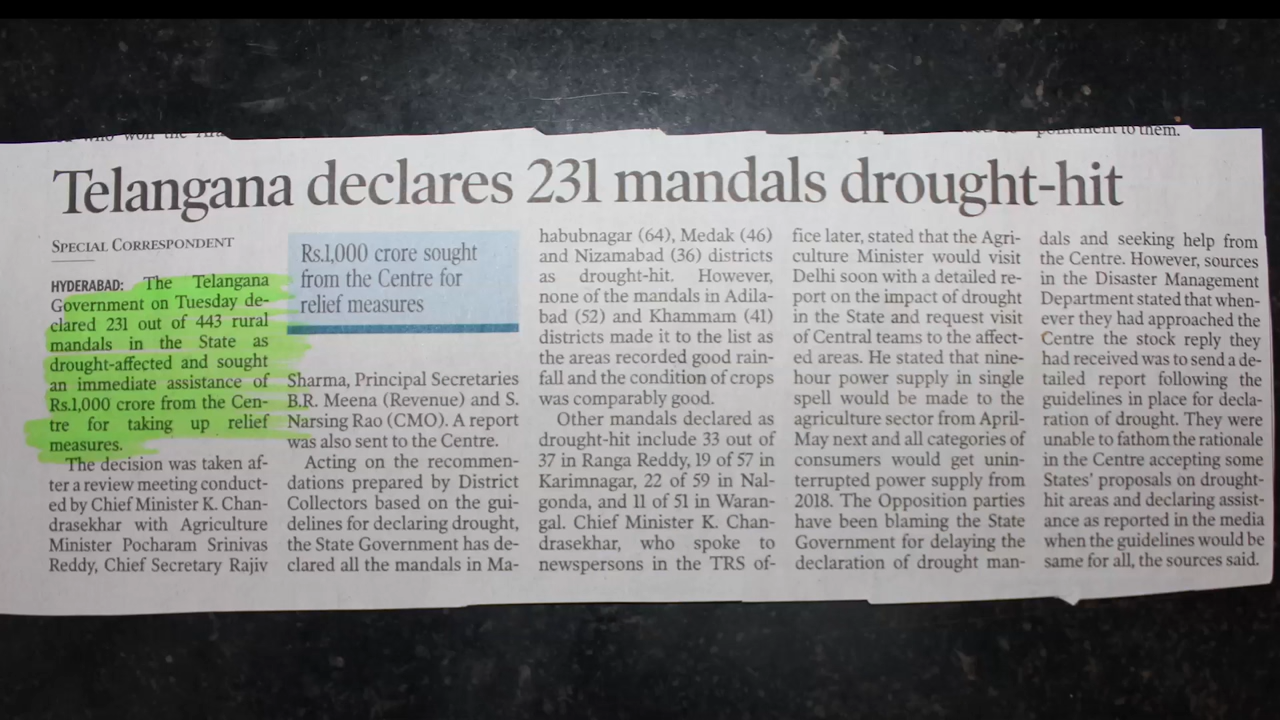 who won the
pointment to them.
Telangana declares 231 mandals drought-hit
SPECIAL CORRESPONDENT
HYDERABAD: The Telangana
Government on Tuesday de-
clared 231 out of 443 rural
mandals in the State as
drought-affected and sought
an immediate assistance of
Rs.1,000 crore from the Cen-
tre for taking up relief
measures.
The decision was taken af-
ter a review meeting conduct-
ed by Chief Minister K. Chan-
drasekhar with Agriculture
Minister Pocharam Srinivas
Reddy, Chief Secretary Rajiv
Rs.1,000 crore sought
from the Centre for
relief measures
Sharma, Principal Secretaries
B.R. Meena (Revenue) and S.
Narsing Rao (CMO). A report
was also sent to the Centre.
Acting on the recommen-
dations prepared by District
Collectors based on the gui-
delines for declaring drought,
the State Government has de-
clared all the mandals in Ma-
habubnagar (64), Medak (46)
and Nizamabad (36) districts
as drought-hit. However,
none of the mandals in Adila-
bad (52) and Khammam (41)
districts made it to the list as
the areas recorded good rain-
fall and the condition of crops
was comparably good.
Other mandals declared as
drought-hit include 33 out of
37 in Ranga Reddy, 19 of 57 in
Karimnagar, 22 of 59 in Nal-
gonda, and 11 of 51 in Waran-
gal. Chief Minister K. Chan-
drasekhar, who spoke to
newspersons in the TRS of-
fice later, stated that the Agri-
culture Minister would visit
Delhi soon with a detailed re-
port on the impact of drought
in the State and request visit
of Central teams to the affect-
ed areas. He stated that nine-
hour power supply in single
spell would be made to the
agriculture sector from April-
May next and all categories of
consumers would get unin-
terrupted power supply from
2018. The Opposition parties
have been blaming the State
Government for delaying the
declaration of drought man-
dals and seeking help from
the Centre. However, sources
in the Disaster Management
Department stated that when-
ever they had approached the
Centre the stock reply they
had received was to send a de-
tailed report following the
guidelines in place for decla-
ration of drought. They were
unable to fathom the rationale
in the Centre accepting some
States' proposals on drought-
hit areas and declaring assist-
ance as reported in the media
when the guidelines would be
same for all, the sources said.